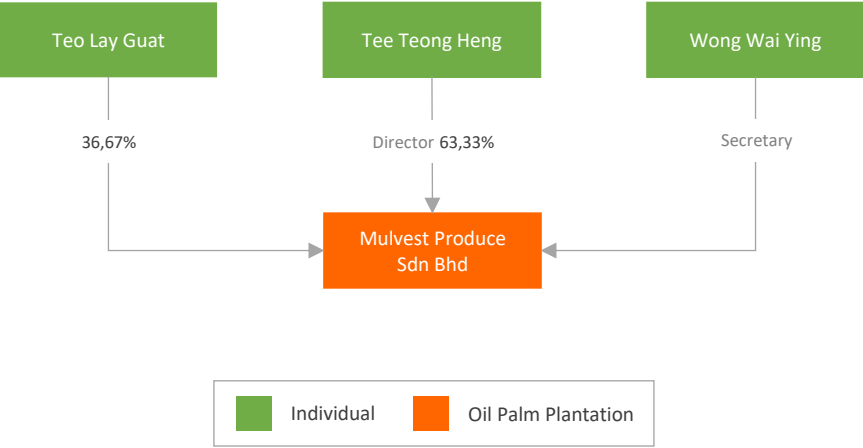 Teo Lay Guat
Tee Teong Heng
Wong Wai Ying
36,67%
Director 63,33%
Secretary
Mulvest Produce
Sdn Bhd
Individual
Oil Palm Plantation